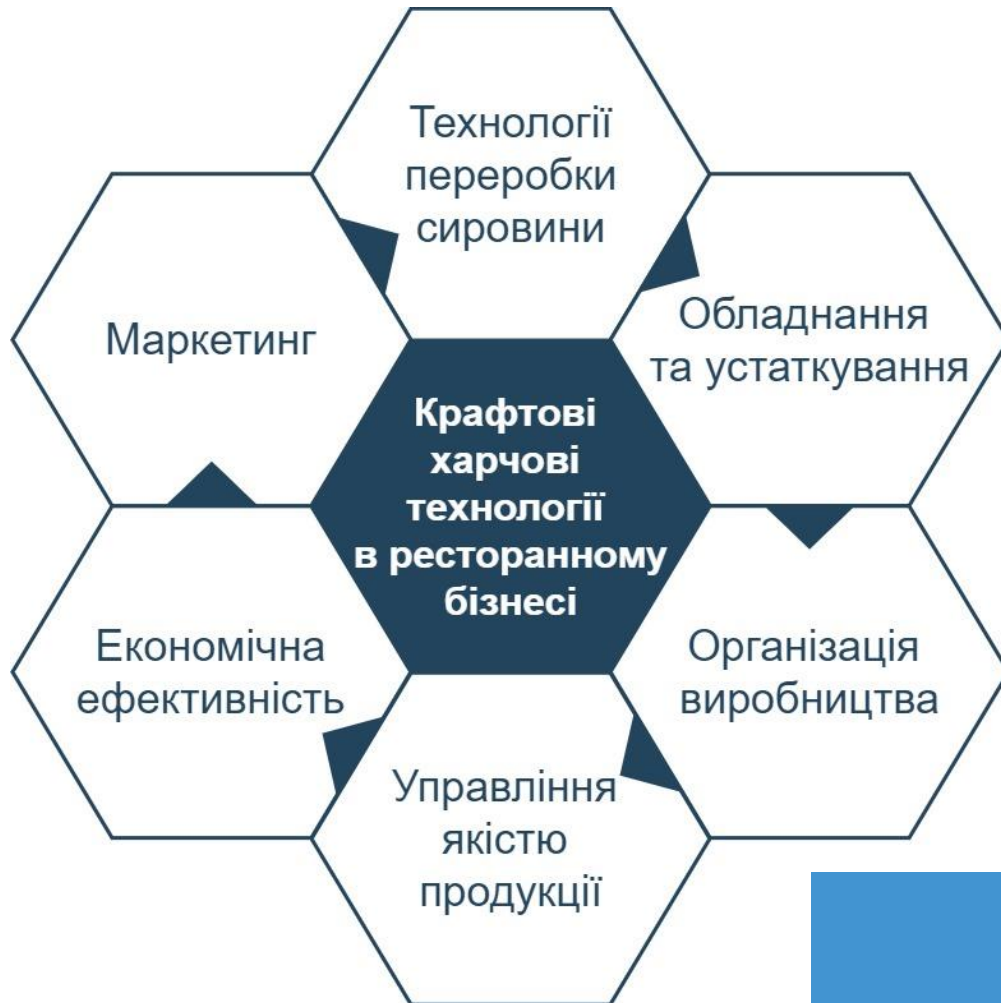 Технології
переробки
сировини
Обладнання
та устаткування
Маркетинг
Крафтові
харчові
технології
в ресторанному
бізнесі
Організація
виробництва
Економічна
ефективність
Управління
якістю
продукції